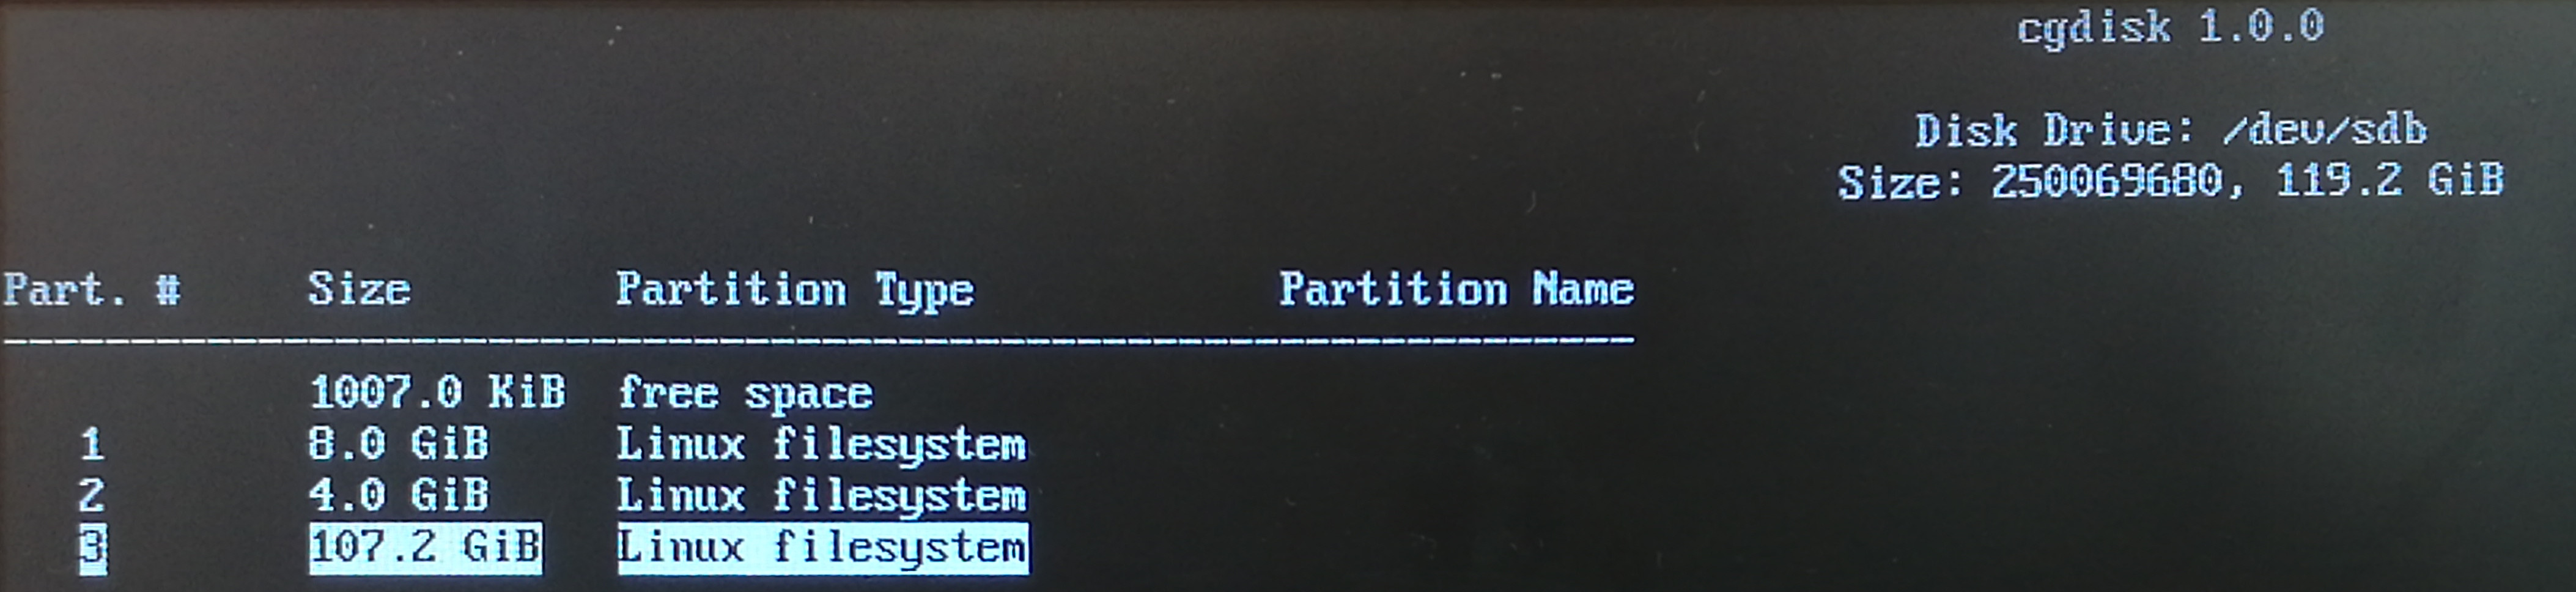 cgdisk 1.0.0
Disk Drive: /dev/sdb
Size: 250069680, 119.2 GiB
Part. # Size Partition Type Partition Name
----------------------------------------------------------------
1007.0 KiB free space
1 8.0 GiB Linux filesystem
2 4.0 GiB Linux filesystem
3 107.2 GiB Linux filesystem